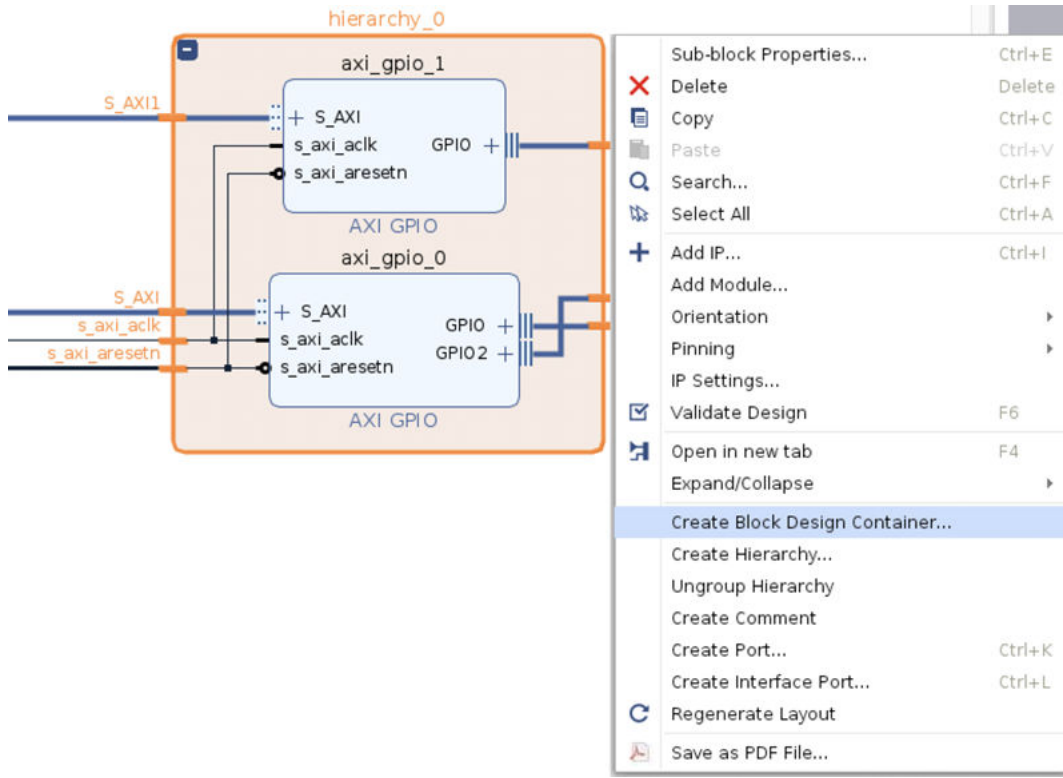 hierarchy_0
axi_gpio_1
S_AXI1
S_AXI
s_axi_aclk
GPIO
s_axi_aresetn
AXI GPIO
axi_gpio_0
S_AXI
S_AXI
s_axi_aclk
GPIO
s_axi_aclk
GPIO2
s_axi_aresetn
s_axi_aresetn
AXI GPIO
Sub-block Properties... Ctrl+E
Delete Delete
Copy Ctrl+C
Paste Ctrl+V
Search... Ctrl+F
Select All Ctrl+A
Add IP... Ctrl+I
Add Module...
Orientation
Pinning
IP Settings...
Validate Design F6
Open in new tab F4
Expand/Collapse
Create Block Design Container...
Create Hierarchy...
Ungroup Hierarchy
Create Comment
Create Port... Ctrl+K
Create Interface Port... Ctrl+L
Regenerate Layout
Save as PDF File...